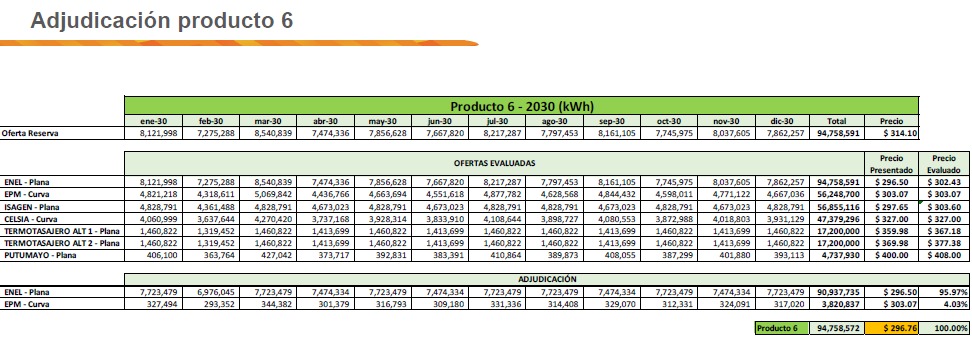 Adjudicación producto 6
Producto 6 - 2030 (kWh)
ene-30 feb-30 mar-30 abr-30 may-30 jun-30 jul-30 ago-30 sep-30 oct-30 nov-30 dic-30 Total Precio
Oferta Reserva 8,121,998 7,275,288 8,540,839 7,474,336 7,856,628 7,667,820 8,217,287 7,797,453 8,161,105 7,745,975 8,037,605 7,862,257 94,758,591 $ 314.10
OFERTAS EVALUADAS Precio Presentado Precio Evaluado
ENEL - Plana 8,121,998 7,275,288 8,540,839 7,474,336 7,856,628 7,667,820 8,217,287 7,797,453 8,161,105 7,745,975 8,037,605 7,862,257 94,758,591 $ 296.50 $ 302.43
EPM - Curva 4,821,218 4,318,611 5,069,842 4,436,766 4,663,694 4,551,618 4,877,782 4,628,568 4,844,432 4,598,011 4,771,122 4,667,036 56,248,700 $ 303.07 $ 303.07
ISAGEN - Plana 4,828,791 4,361,488 4,828,791 4,673,023 4,828,791 4,673,023 4,828,791 4,828,791 4,673,023 4,828,791 4,673,023 4,828,791 56,855,116 $ 297.65 $ 303.60
CELSIA - Curva 4,060,999 3,637,644 4,270,420 3,737,168 3,928,314 3,833,910 4,108,644 3,898,727 4,080,553 3,872,988 4,018,803 3,931,129 47,379,296 $ 327.00 $ 327.00
TERMOTASAJERO ALT 1 - Plana 1,460,822 1,319,452 1,460,822 1,413,699 1,460,822 1,413,699 1,460,822 1,460,822 1,413,699 1,460,822 1,413,699 1,460,822 17,200,000 $ 359.98 $ 367.18
TERMOTASAJERO ALT 2 - Plana 1,460,822 1,319,452 1,460,822 1,413,699 1,460,822 1,413,699 1,460,822 1,460,822 1,413,699 1,460,822 1,413,699 1,460,822 17,200,000 $ 369.98 $ 377.38
PUTUMAYO - Plana 406,100 363,764 427,042 373,717 392,831 383,391 410,864 389,873 408,055 387,299 401,880 393,113 4,737,930 $ 400.00 $ 408.00
ADJUDICACIÓN
ENEL - Plana 7,723,479 6,976,045 7,723,479 7,474,334 7,723,479 7,474,334 7,723,479 7,723,479 7,474,334 7,723,479 7,474,334 7,723,479 90,937,735 $ 296.50 95.97%
EPM - Curva 327,494 293,352 344,382 301,379 316,793 309,180 331,336 314,408 329,070 312,331 324,091 317,020 3,820,837 $ 303.07 4.03%
Producto 6 94,758,572 $ 296.76 100.00%